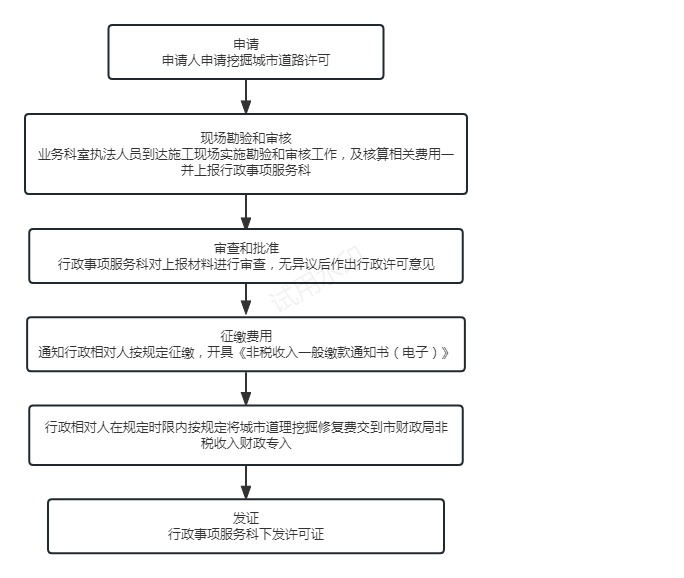 申请
申请人申请挖掘城市道路许可
现场勘验和审核
业务科室执法人员到达施工现场实施勘验和审核工作，及核算相关费用一
并上报行政事项服务科
审查和批准
行政事项服务科对上报材料进行审查，无异议后作出行政许可意见
试用水印
征缴费用
通知行政相对人按规定征缴，开具《非税收入一般缴款通知书（电子）》
行政相对人在规定时限内按规定将城市道理挖掘修复费交到市财政局非
税收入财政专入
发证
行政事项服务科下发许可证